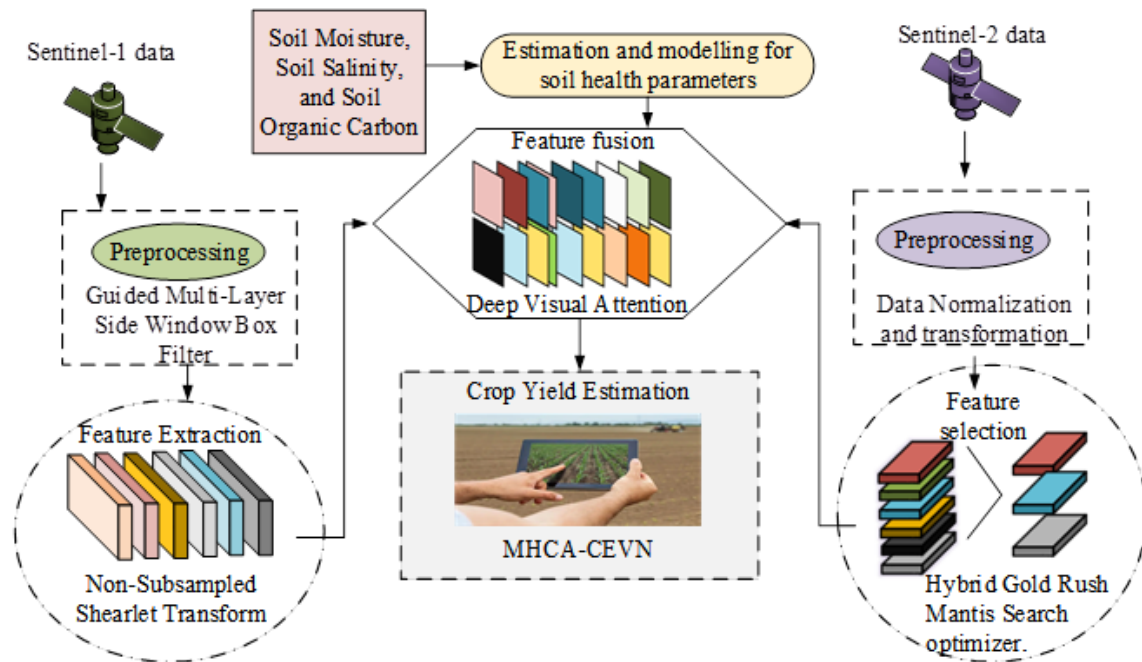 Sentinel-1 data
Soil Moisture,
Soil Salinity,
and Soil
Organic Carbon
Estimation and modelling for
soil health parameters
Sentinel-2 data
Feature fusion
Deep Visual Attention
Preprocessing
Guided Multi-Layer
Side Window Box
Filter
Preprocessing
Data Normalization
and transformation
Feature Extraction
Non-Subsampled
Shearlet Transform
Crop Yield Estimation
MHCA-CEVN
Feature
selection
Hybrid Gold Rush
Mantis Search
optimizer.